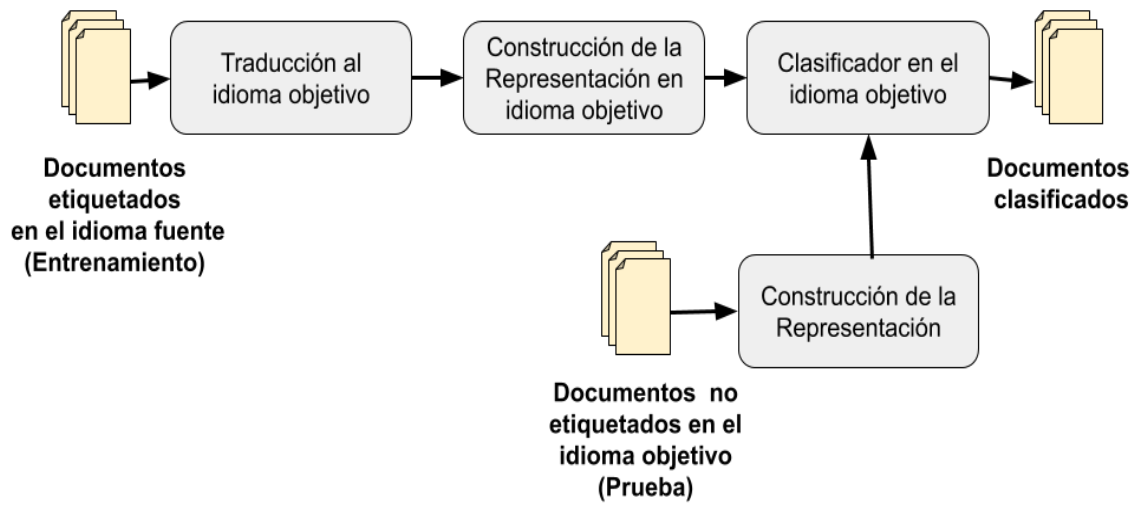 Traducción al
idioma objetivo
Construcción de la
Representación en
idioma objetivo
Clasificador en el
idioma objetivo
Documentos
etiquetados
en el idioma fuente
(Entrenamiento)
Documentos
clasificados
Construcción de la
Representación
Documentos no
etiquetados en el
idioma objetivo
(Prueba)